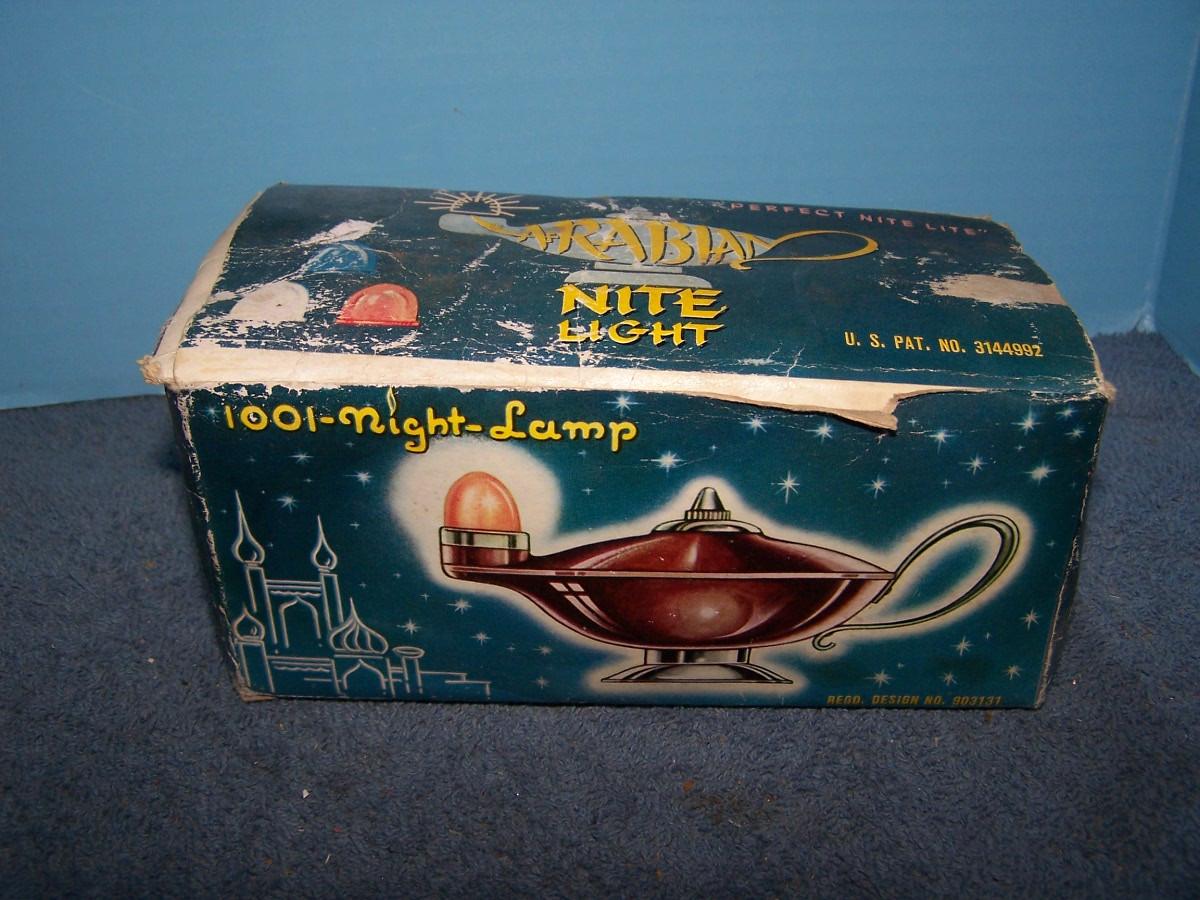 "PERFECT NITE LITE"
ARABIAN
NITE
LIGHT
U. S. PAT. NO. 3144992
1001-Night-Lamp
REGD. DESIGN NO. 903131